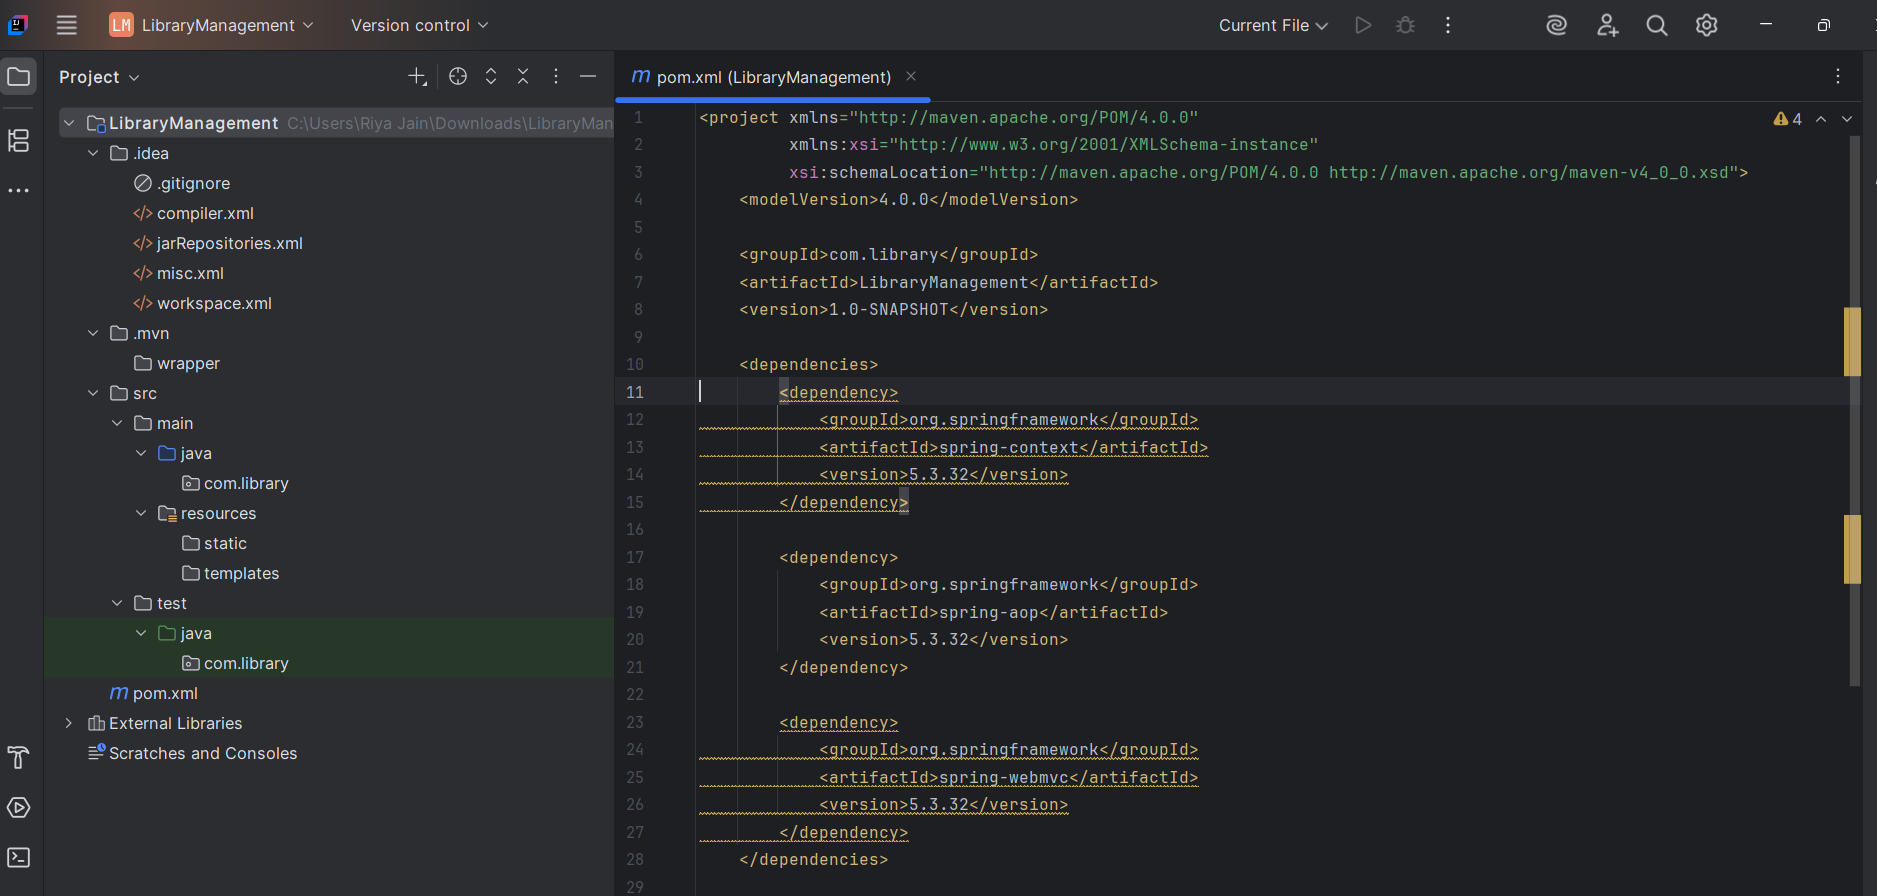 LM LibraryManagement
Version control
Current File
Project
LibraryManagement C:\Users\Riya Jain\Downloads\LibraryMan
.idea
.gitignore
compiler.xml
jarRepositories.xml
misc.xml
workspace.xml
.mvn
wrapper
src
main
java
com.library
resources
static
templates
test
java
com.library
m pom.xml
External Libraries
Scratches and Consoles
m pom.xml (LibraryManagement)
4
1 <project xmlns="http://maven.apache.org/POM/4.0.0"
2 xmlns:xsi="http://www.w3.org/2001/XMLSchema-instance"
3 xsi:schemaLocation="http://maven.apache.org/POM/4.0.0 http://maven.apache.org/maven-v4_0_0.xsd">
4 <modelVersion>4.0.0</modelVersion>
5
6 <groupId>com.library</groupId>
7 <artifactId>LibraryManagement</artifactId>
8 <version>1.0-SNAPSHOT</version>
9
10 <dependencies>
11 <dependency>
12 <groupId>org.springframework</groupId>
13 <artifactId>spring-context</artifactId>
14 <version>5.3.32</version>
15 </dependency>
16
17 <dependency>
18 <groupId>org.springframework</groupId>
19 <artifactId>spring-aop</artifactId>
20 <version>5.3.32</version>
21 </dependency>
22
23 <dependency>
24 <groupId>org.springframework</groupId>
25 <artifactId>spring-webmvc</artifactId>
26 <version>5.3.32</version>
27 </dependency>
28 </dependencies>
29